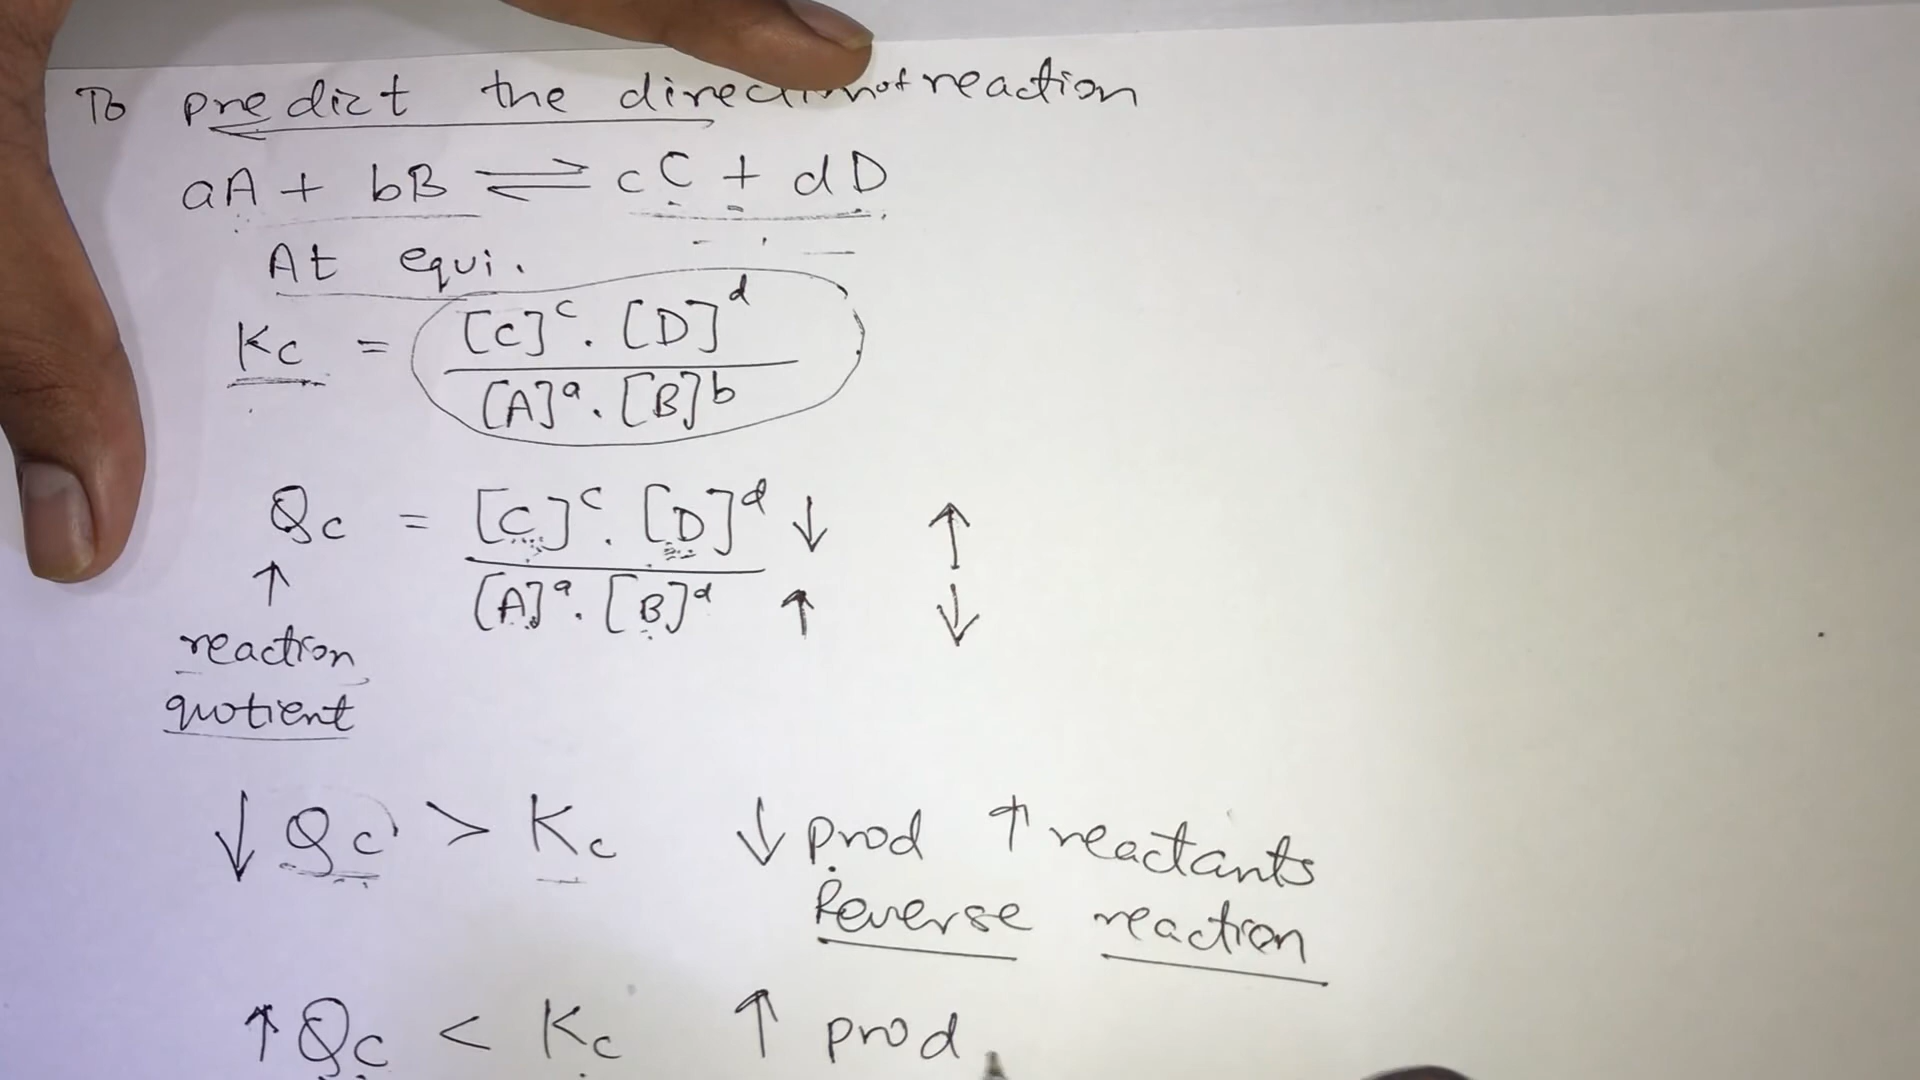 To predict the direction of reaction
aA + bB ⇌ cC + dD
At equi.
Kc = [C]^c . [D]^d / [A]^a . [B]^b
Qc = [C]^c . [D]^d / [A]^a . [B]^d ↓ ↑ ↑ ↓
↑
reaction
quotient
↓ Qc > Kc ↓ prod ↑ reactants
Reverse reaction
↑ Qc < Kc ↑ prod